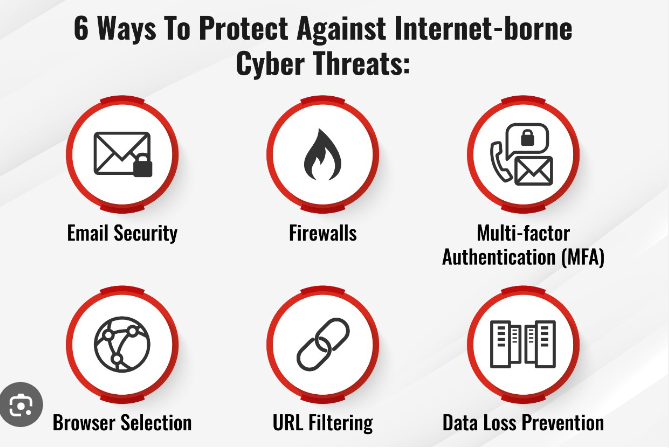 6 Ways To Protect Against Internet-borne
Cyber Threats:
Email Security
Firewalls
Multi-factor
Authentication (MFA)
Browser Selection
URL Filtering
Data Loss Prevention